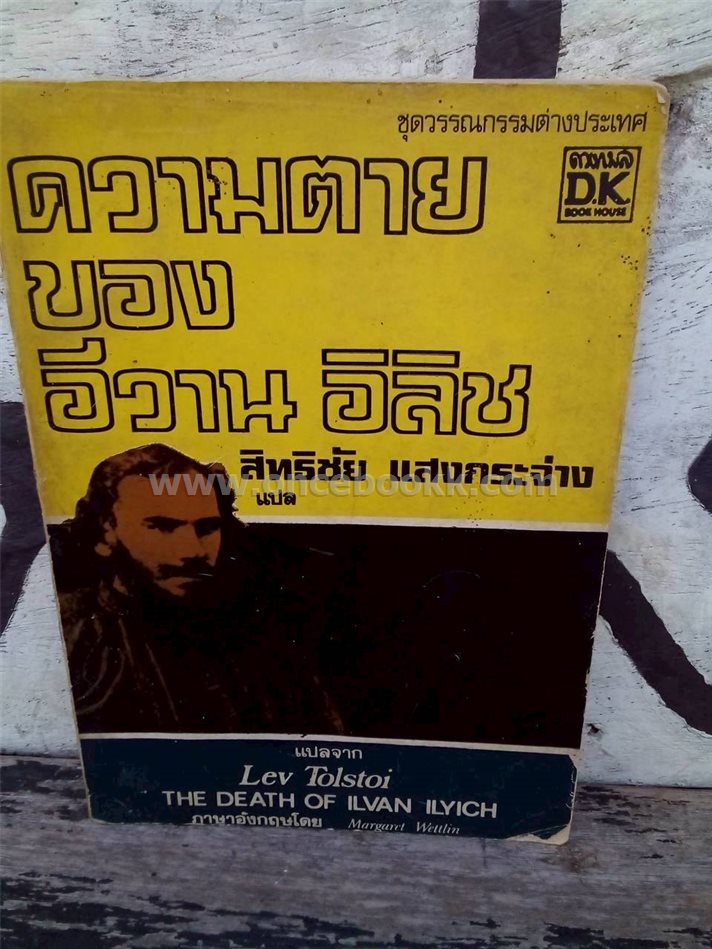 ชุดวรรณกรรมต่างประเทศ
ดวงกมล
D.K.
BOOK HOUSE
ความตาย
ของ
อีวาน อิลิช
สิทธิชัย แสงกระจ่าง
แปล
www.oncebookk.com
แปลจาก
Lev Tolstoi
THE DEATH OF ILVAN ILYICH
ภาษาอังกฤษโดย Margaret Wettlin